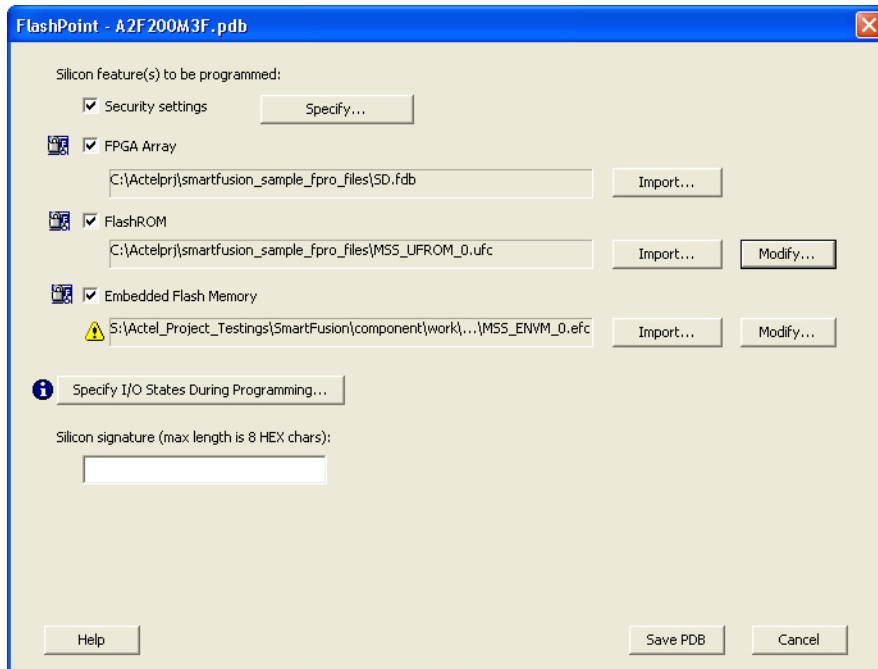 FlashPoint - A2F200M3F.pdb
Silicon feature(s) to be programmed:
Security settings
Specify...
FPGA Array
C:\Actelprj\smartfusion_sample_fpro_files\SD.fdb
Import...
FlashROM
C:\Actelprj\smartfusion_sample_fpro_files\MSS_UFROM_0.ufc
Import...
Modify...
Embedded Flash Memory
S:\Actel_Project_Testings\SmartFusion\component\work\...\MSS_ENVM_0.efc
Import...
Modify...
Specify I/O States During Programming...
Silicon signature (max length is 8 HEX chars):
Help
Save PDB
Cancel